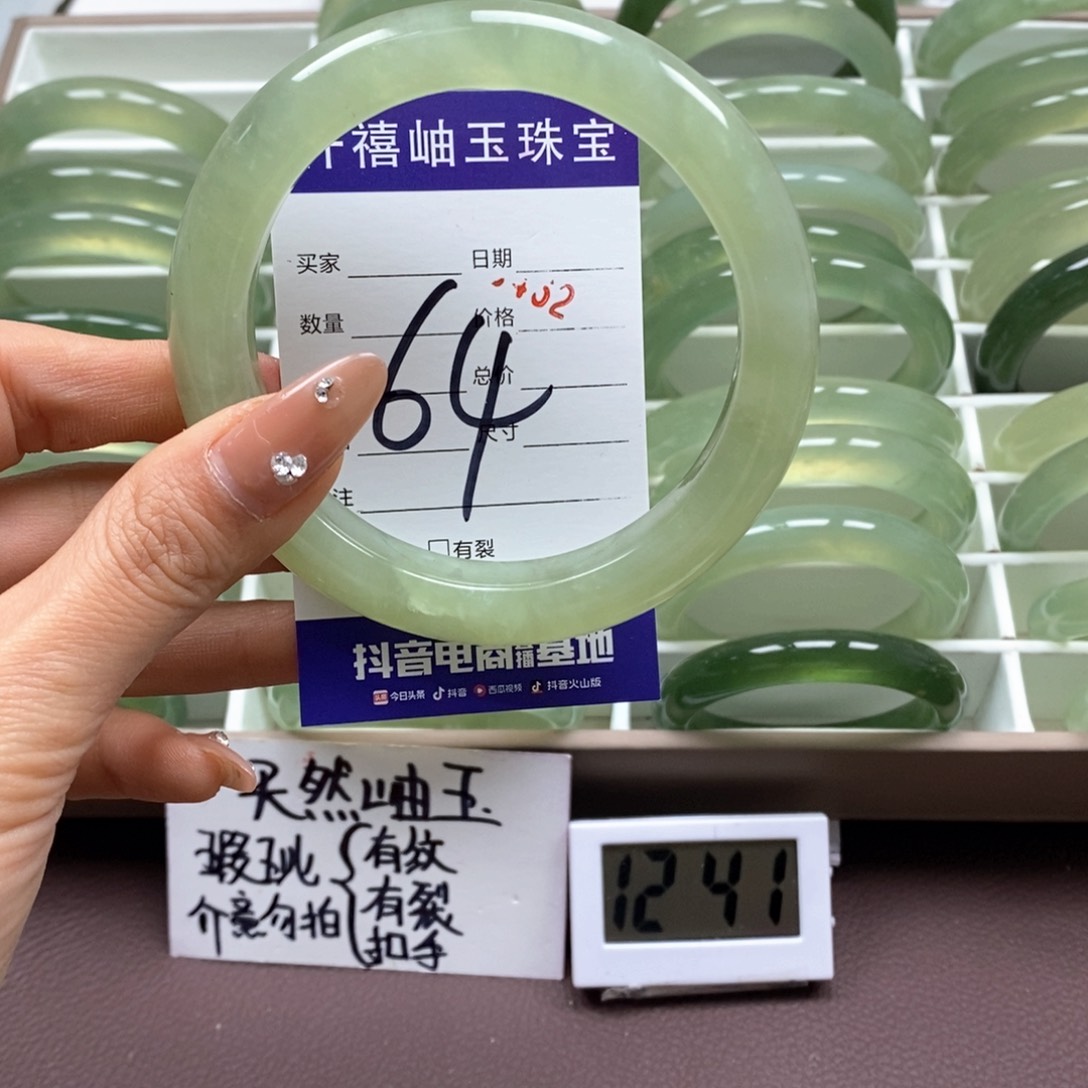 禧岫玉珠宝
买家 日期
数量 价格
总价
尺寸
64
注
□有裂
抖音电商直播基地
今日头条 抖音 西瓜视频 抖音火山版
天然岫玉
瑕玼 有纹
介意勿拍 有裂
扣手
12 41